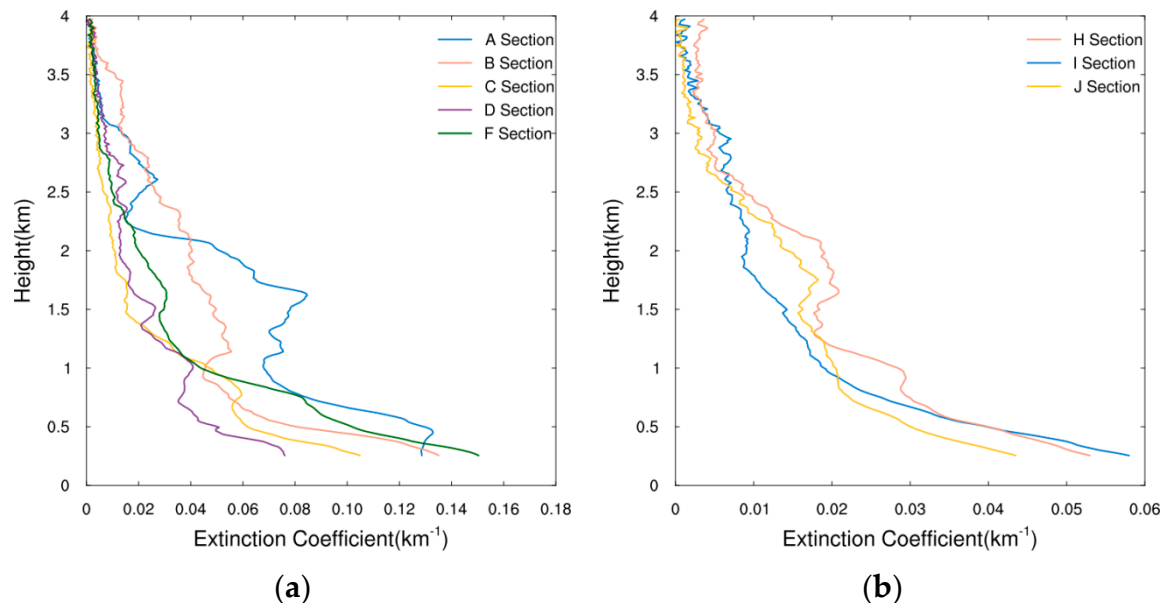 4
3.5
3
2.5
2
1.5
1
0.5
0
Height(km)
0 0.02 0.04 0.06 0.08 0.10 0.12 0.14 0.16 0.18
Extinction Coefficient(km⁻¹)
A Section
B Section
C Section
D Section
F Section
(a)
4
3.5
3
2.5
2
1.5
1
0.5
0
Height(km)
0 0.01 0.02 0.03 0.04 0.05 0.06
Extinction Coefficient(km⁻¹)
H Section
I Section
J Section
(b)